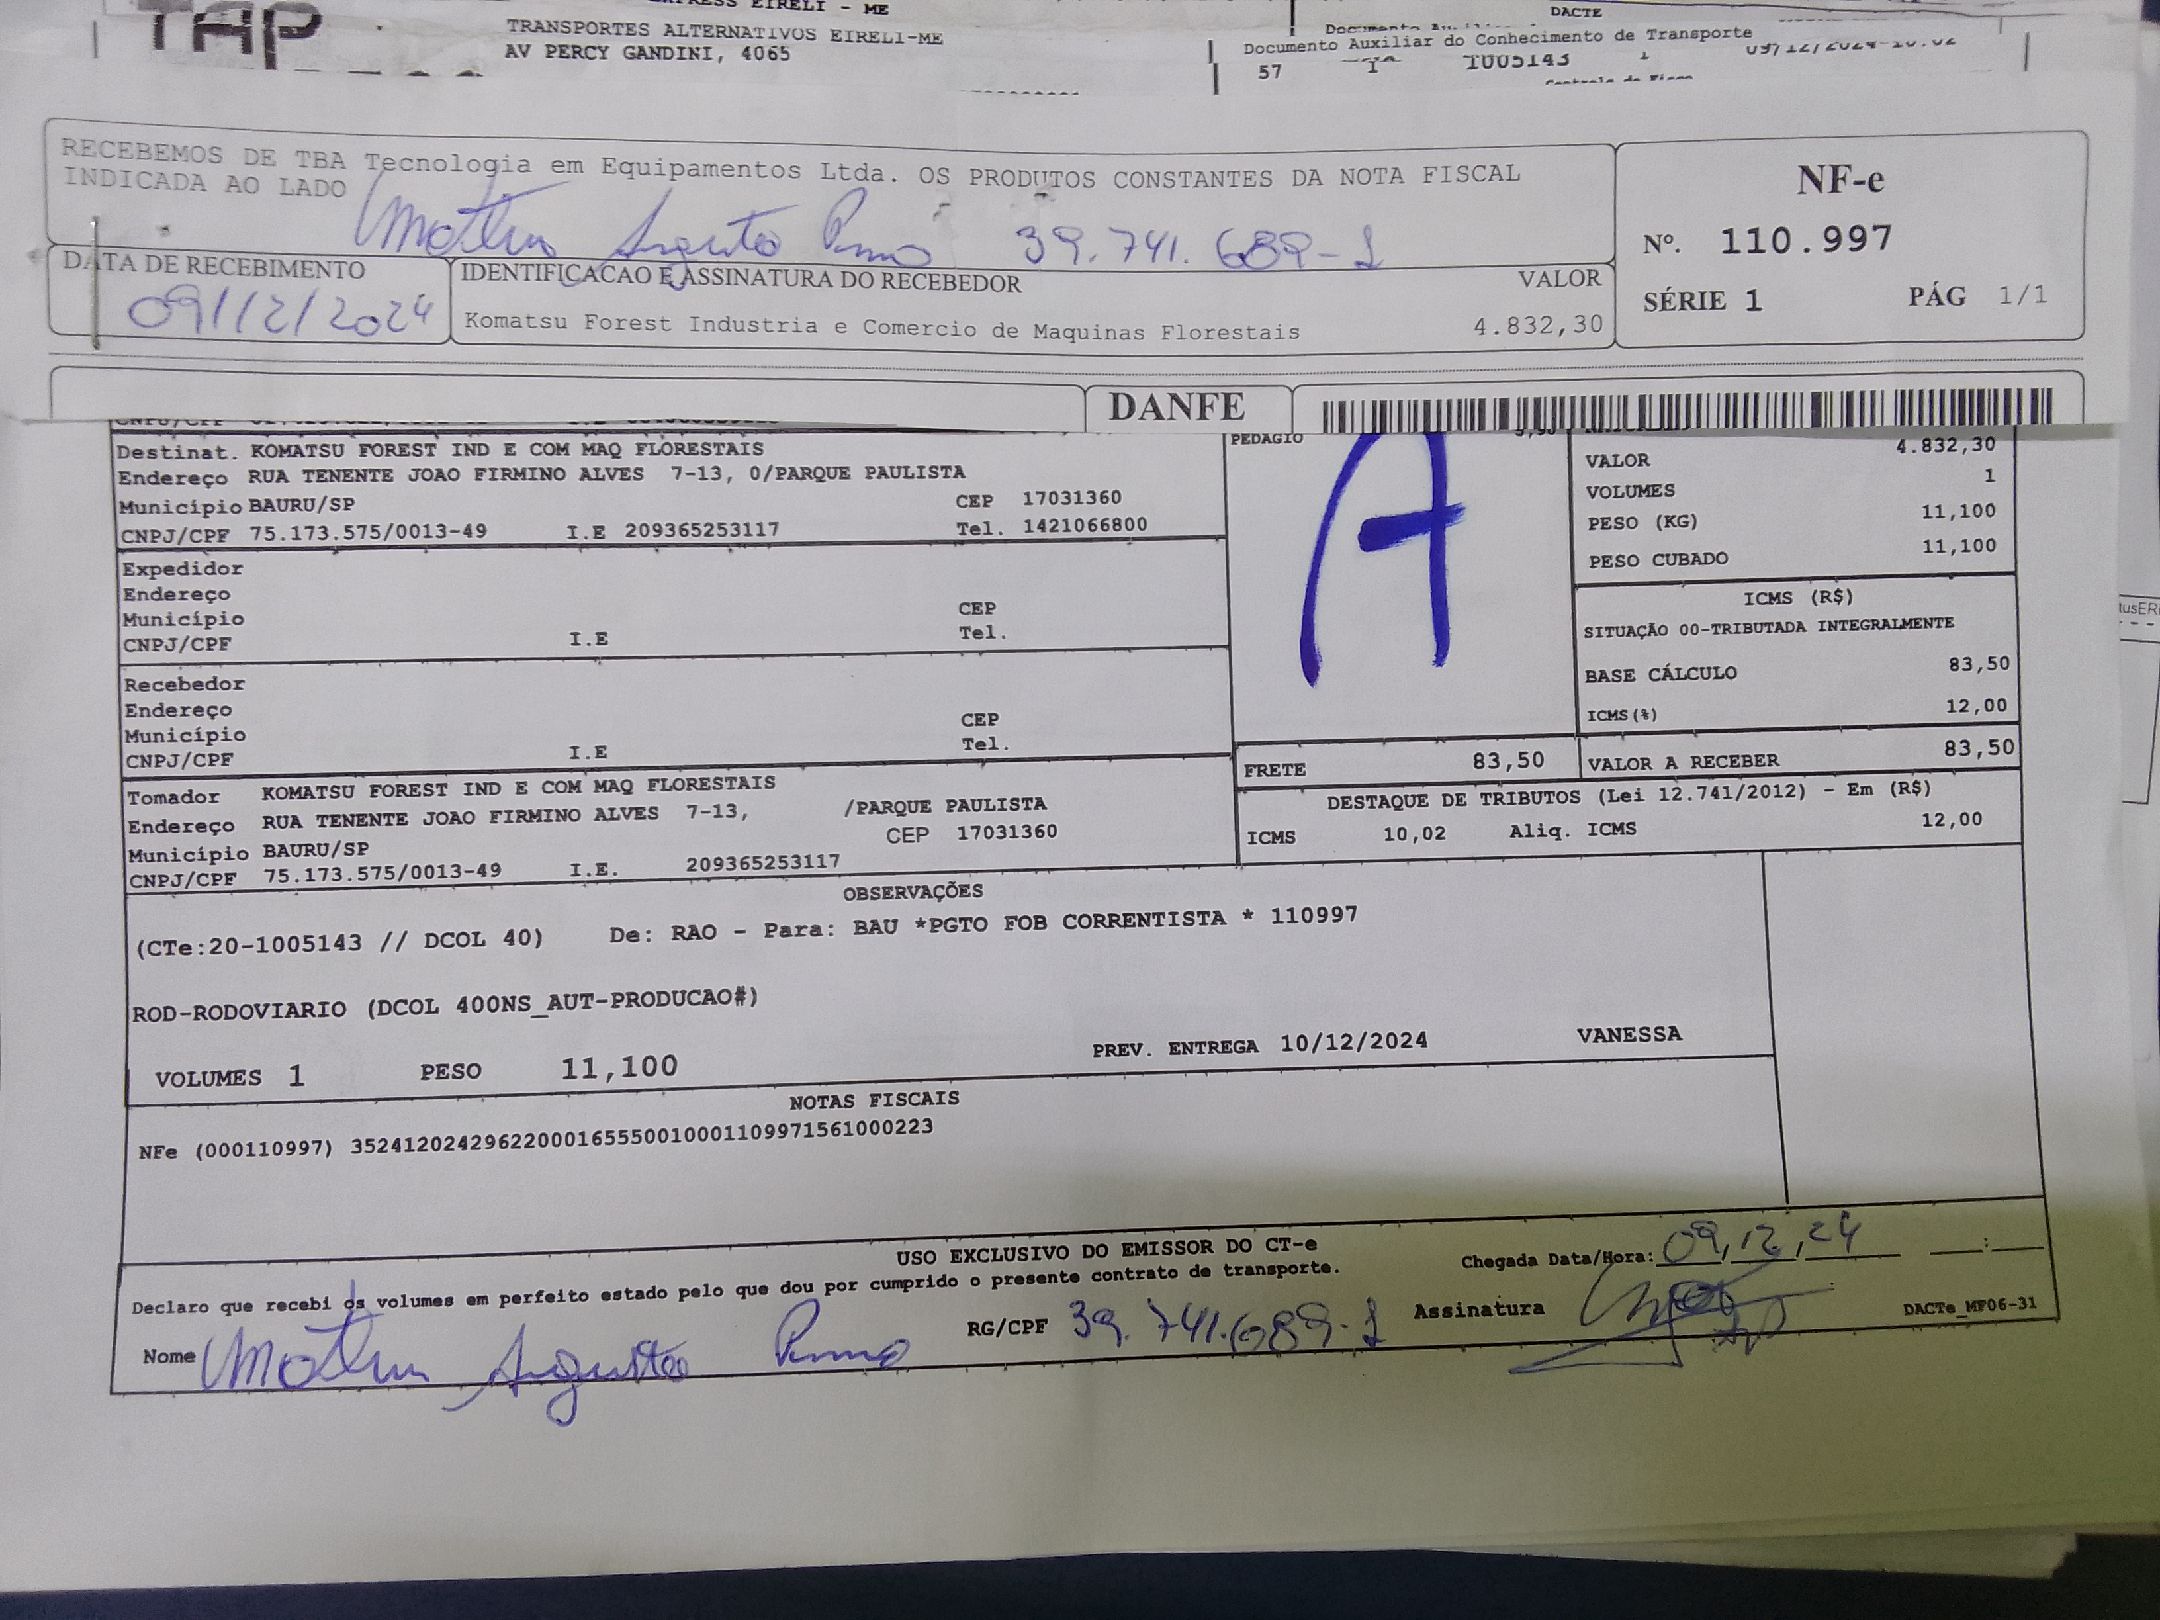 TAP
EXPRESS EIRELI - ME
TRANSPORTES ALTERNATIVOS EIRELI-ME
AV PERCY GANDINI, 4065
DACTE
Documento Auxiliar do Conhecimento de Transporte
57 1 1005143 1 09/12/2024
RECEBEMOS DE TBA Tecnologia em Equipamentos Ltda. OS PRODUTOS CONSTANTES DA NOTA FISCAL
INDICADA AO LADO
39.741.689-1
DATA DE RECEBIMENTO
09/12/2024
IDENTIFICACAO E ASSINATURA DO RECEBEDOR VALOR
Komatsu Forest Industria e Comercio de Maquinas Florestais 4.832,30
NF-e
Nº. 110.997
SÉRIE 1 PÁG 1/1
DANFE
Destinat. KOMATSU FOREST IND E COM MAQ FLORESTAIS
Endereço RUA TENENTE JOAO FIRMINO ALVES 7-13, 0/PARQUE PAULISTA
Município BAURU/SP CEP 17031360
CNPJ/CPF 75.173.575/0013-49 I.E 209365253117 Tel. 1421066800
Expedidor
Endereço
Município CEP
CNPJ/CPF I.E Tel.
Recebedor
Endereço
Município CEP
CNPJ/CPF I.E Tel.
Tomador KOMATSU FOREST IND E COM MAQ FLORESTAIS
Endereço RUA TENENTE JOAO FIRMINO ALVES 7-13, /PARQUE PAULISTA
Município BAURU/SP CEP 17031360
CNPJ/CPF 75.173.575/0013-49 I.E. 209365253117
PEDAGIO
A
VALOR 4.832,30
VOLUMES 1
PESO (KG) 11,100
PESO CUBADO 11,100
ICMS (R$)
SITUAÇÃO 00-TRIBUTADA INTEGRALMENTE
BASE CÁLCULO 83,50
ICMS(%) 12,00
FRETE 83,50 VALOR A RECEBER 83,50
DESTAQUE DE TRIBUTOS (Lei 12.741/2012) - Em (R$)
ICMS 10,02 Aliq. ICMS 12,00
OBSERVAÇÕES
(CTe:20-1005143 // DCOL 40) De: RAO - Para: BAU *PGTO FOB CORRENTISTA * 110997
ROD-RODOVIARIO (DCOL 400NS_AUT-PRODUCAO#)
VOLUMES 1 PESO 11,100 PREV. ENTREGA 10/12/2024 VANESSA
NOTAS FISCAIS
NFe (000110997) 35241202429622000165550010001109971561000223
USO EXCLUSIVO DO EMISSOR DO CT-e
Declaro que recebi os volumes em perfeito estado pelo que dou por cumprido o presente contrato de transporte.
Chegada Data/Hora: 09,12,24 :
Nome Augusto RG/CPF 39.741.689-1 Assinatura DACTe_MF06-31